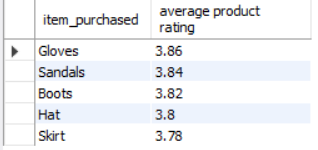 item_purchased average product
rating
Gloves 3.86
Sandals 3.84
Boots 3.82
Hat 3.8
Skirt 3.78